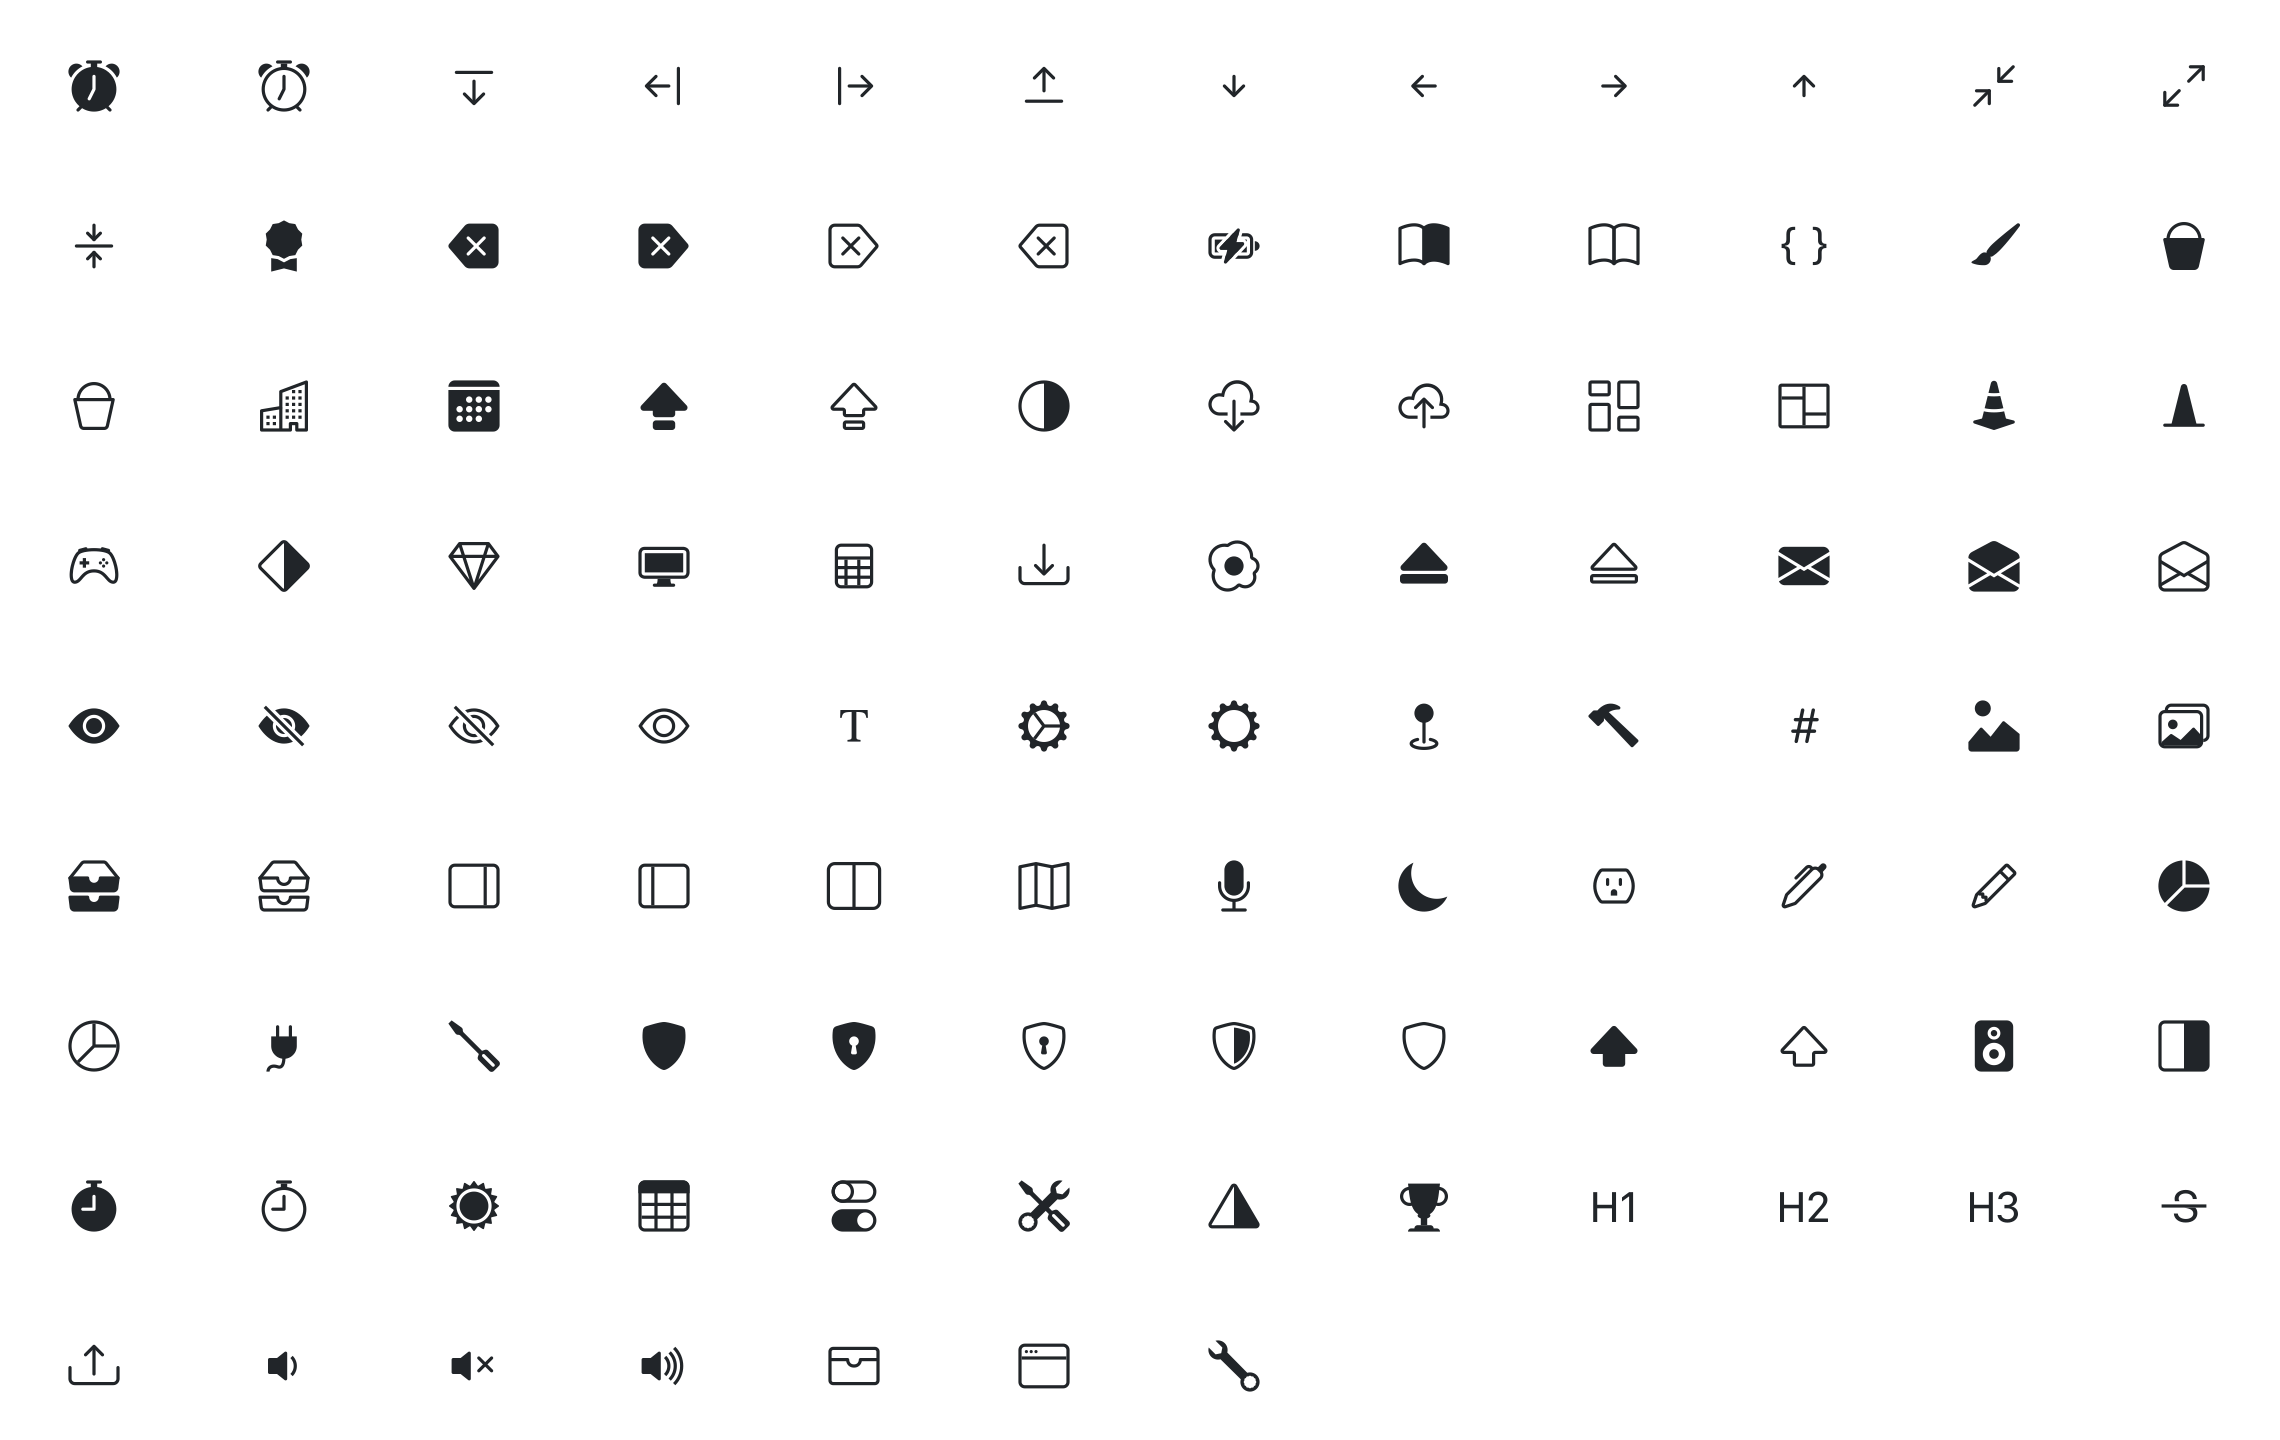 { }
T
#
H1 H2 H3 S